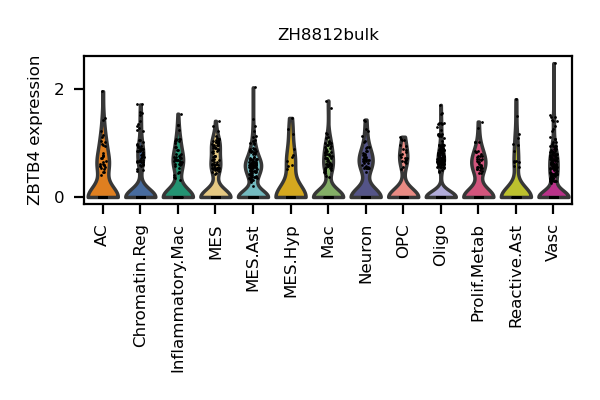 ZH8812bulk
ZBTB4 expression
2
0
AC
Chromatin.Reg
Inflammatory.Mac
MES
MES.Ast
MES.Hyp
Mac
Neuron
OPC
Oligo
Prolif.Metab
Reactive.Ast
Vasc